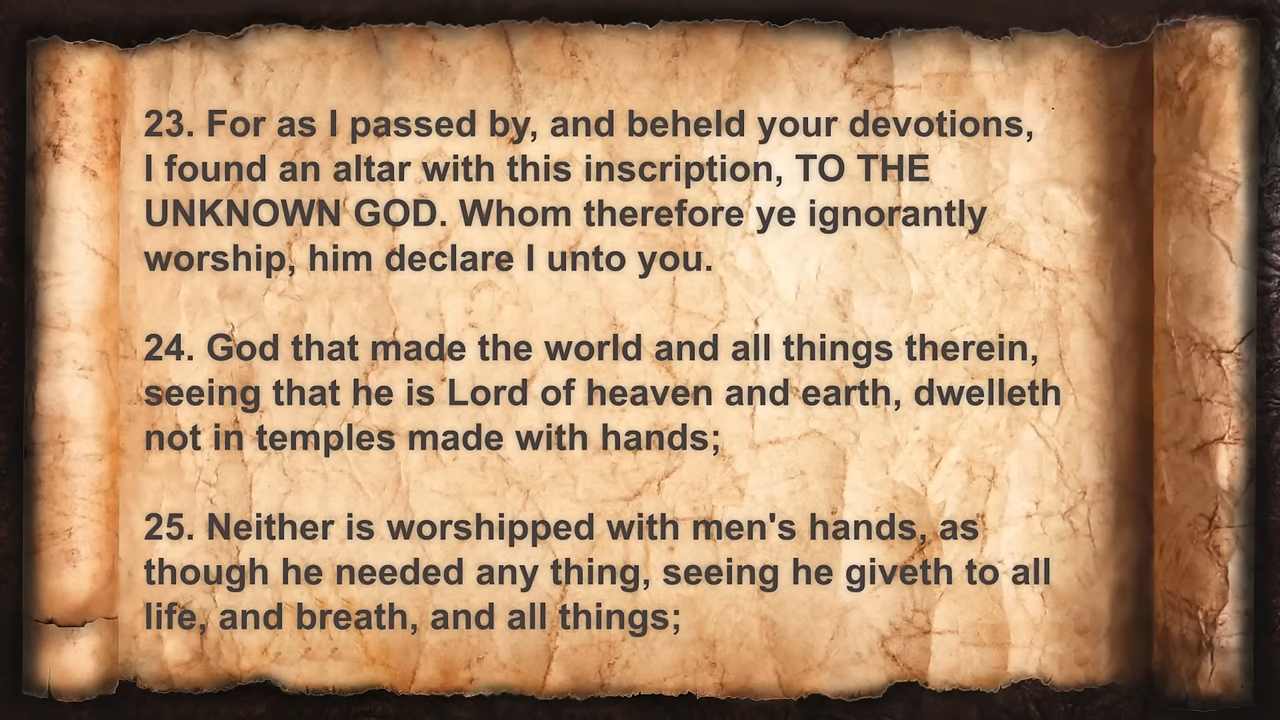 23. For as I passed by, and beheld your devotions,
I found an altar with this inscription, TO THE
UNKNOWN GOD. Whom therefore ye ignorantly
worship, him declare I unto you.
24. God that made the world and all things therein,
seeing that he is Lord of heaven and earth, dwelleth
not in temples made with hands;
25. Neither is worshipped with men's hands, as
though he needed any thing, seeing he giveth to all
life, and breath, and all things;